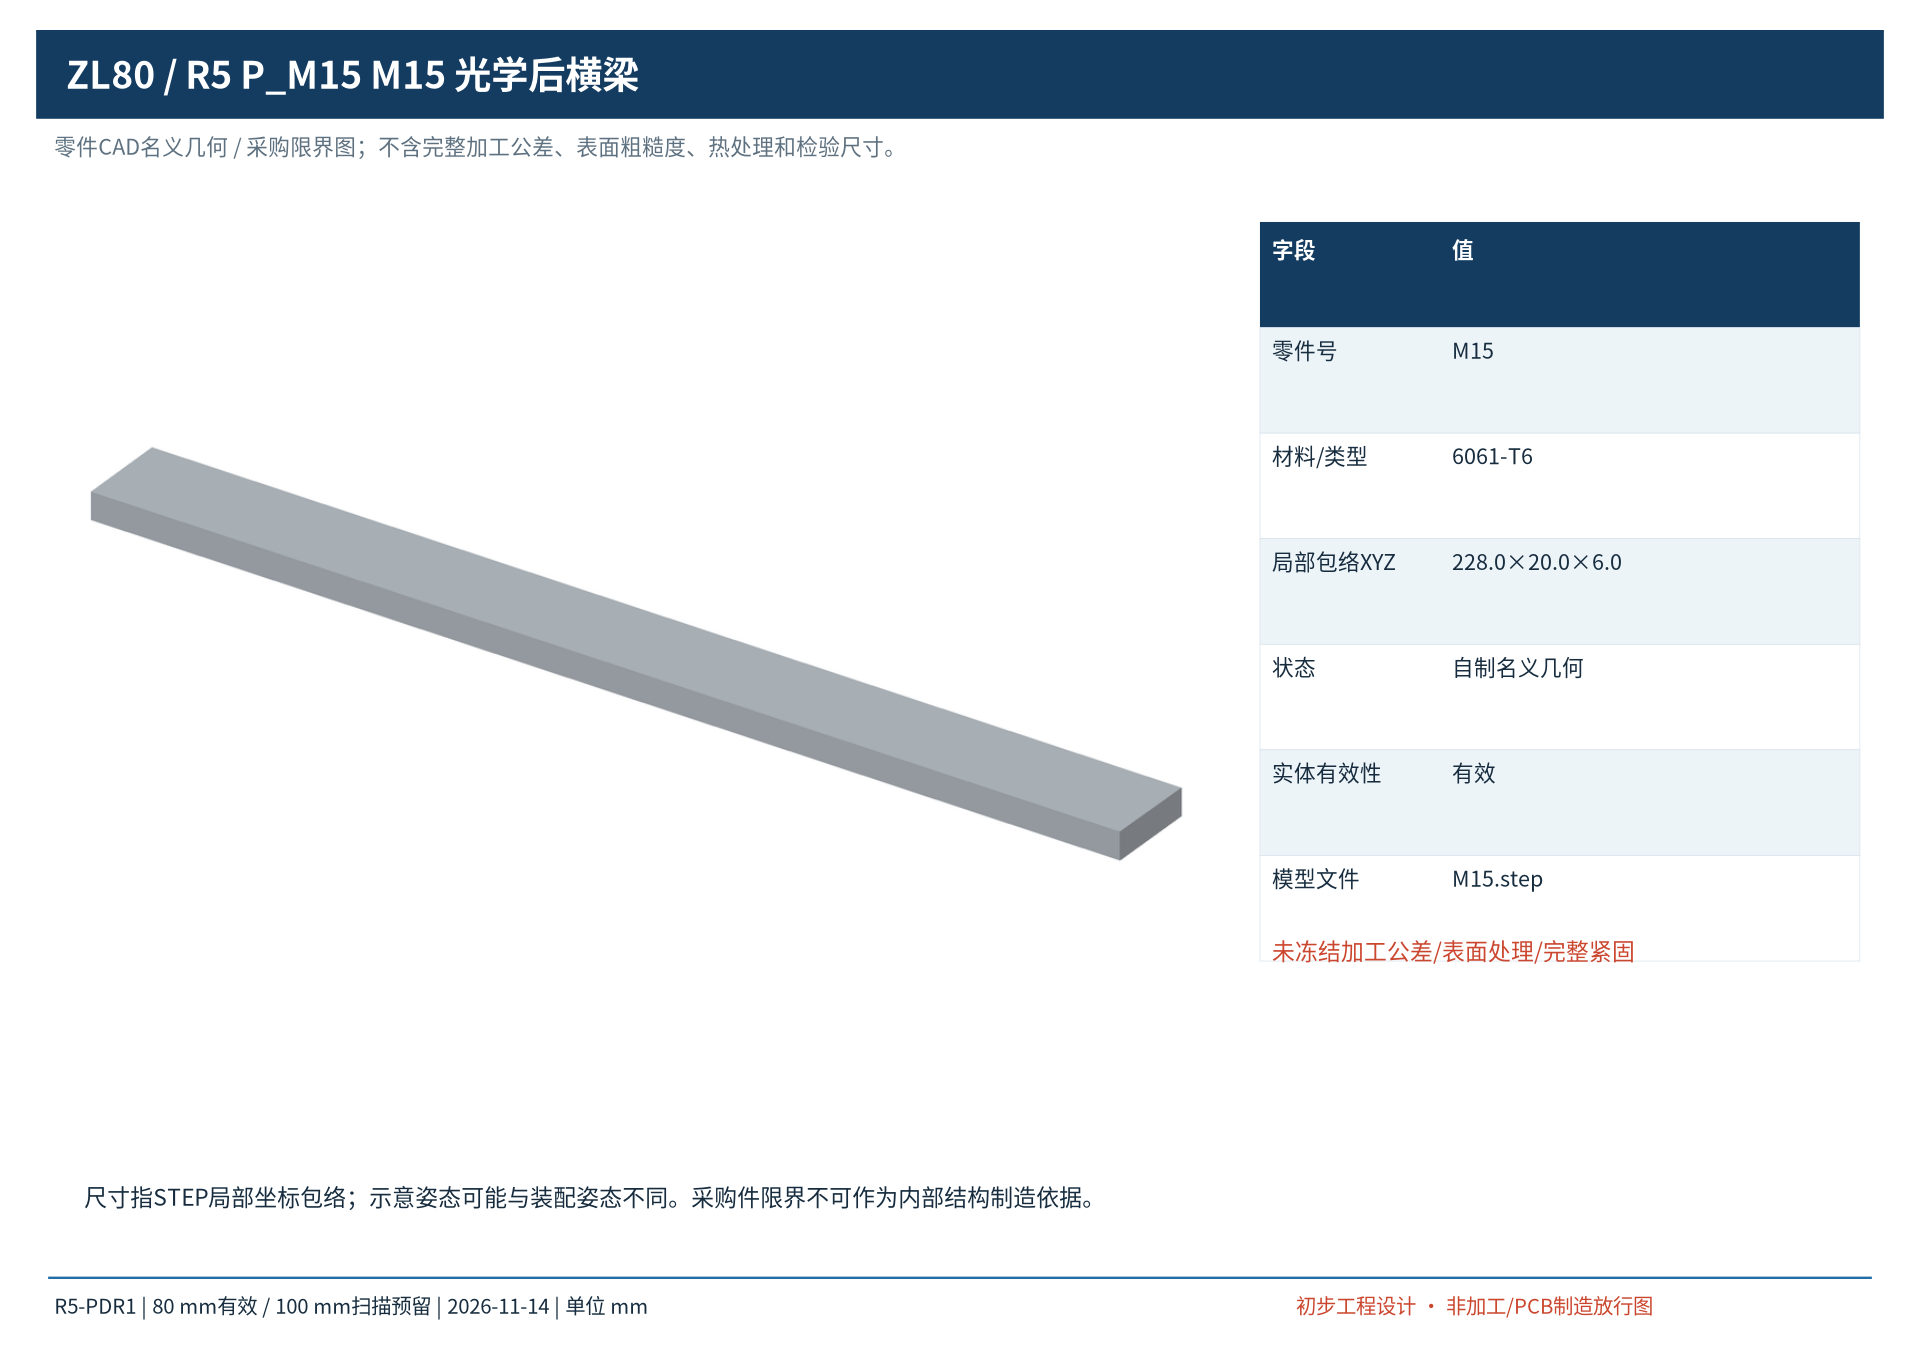 ZL80 / R5 P_M15 M15 光学后横梁
零件CAD名义几何 / 采购限界图；不含完整加工公差、表面粗糙度、热处理和检验尺寸。
字段 值
零件号 M15
材料/类型 6061-T6
局部包络XYZ 228.0×20.0×6.0
状态 自制名义几何
实体有效性 有效
模型文件 M15.step
未冻结加工公差/表面处理/完整紧固
尺寸指STEP局部坐标包络；示意姿态可能与装配姿态不同。采购件限界不可作为内部结构制造依据。
R5-PDR1 | 80 mm有效 / 100 mm扫描预留 | 2026-11-14 | 单位 mm
初步工程设计 · 非加工/PCB制造放行图